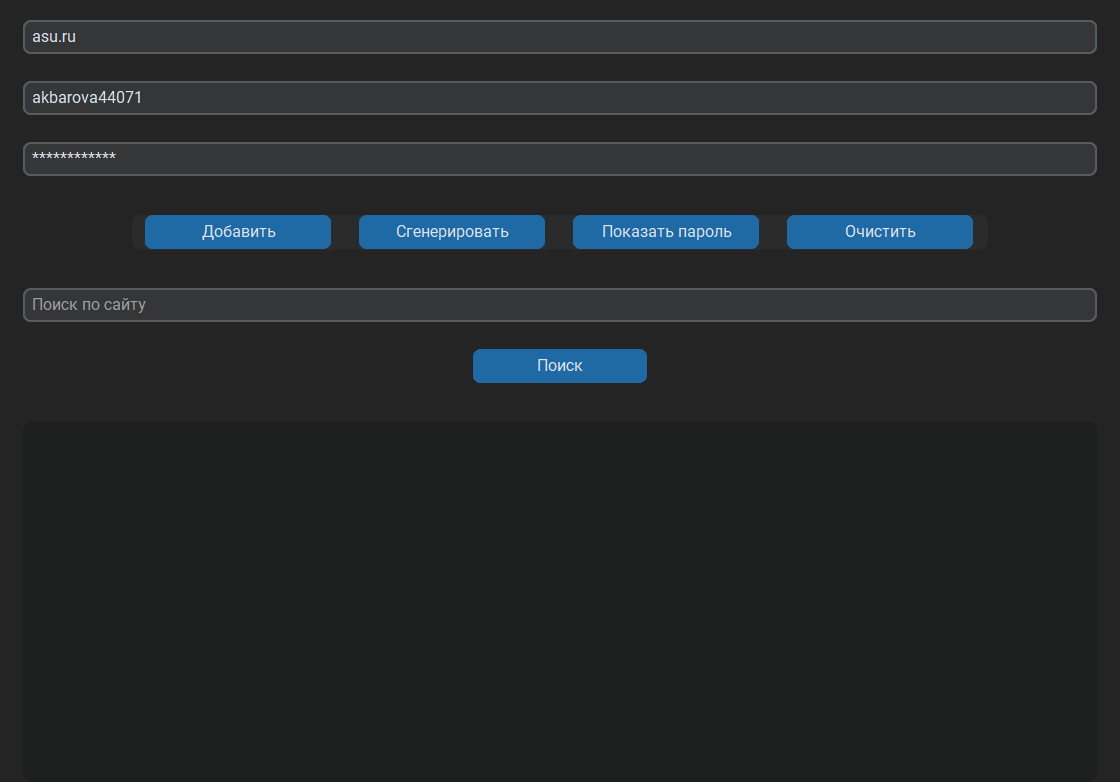 asu.ru
akbarova44071
************
Добавить Сгенерировать Показать пароль Очистить
Поиск по сайту
Поиск